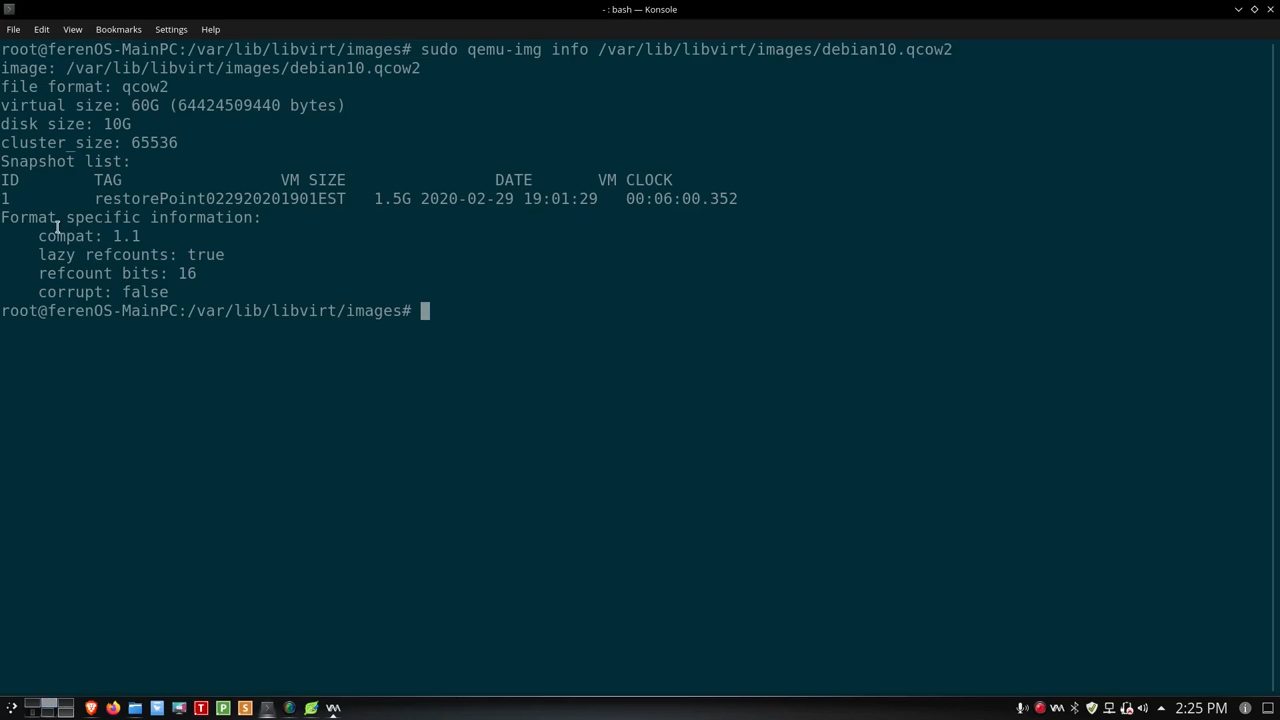 - : bash — Konsole
File Edit View Bookmarks Settings Help
root@ferenOS-MainPC:/var/lib/libvirt/images# sudo qemu-img info /var/lib/libvirt/images/debian10.qcow2
image: /var/lib/libvirt/images/debian10.qcow2
file format: qcow2
virtual size: 60G (64424509440 bytes)
disk size: 10G
cluster_size: 65536
Snapshot list:
ID TAG VM SIZE DATE VM CLOCK
1 restorePoint022920201901EST 1.5G 2020-02-29 19:01:29 00:06:00.352
Format specific information:
compat: 1.1
lazy refcounts: true
refcount bits: 16
corrupt: false
root@ferenOS-MainPC:/var/lib/libvirt/images#
T P S 2:25 PM